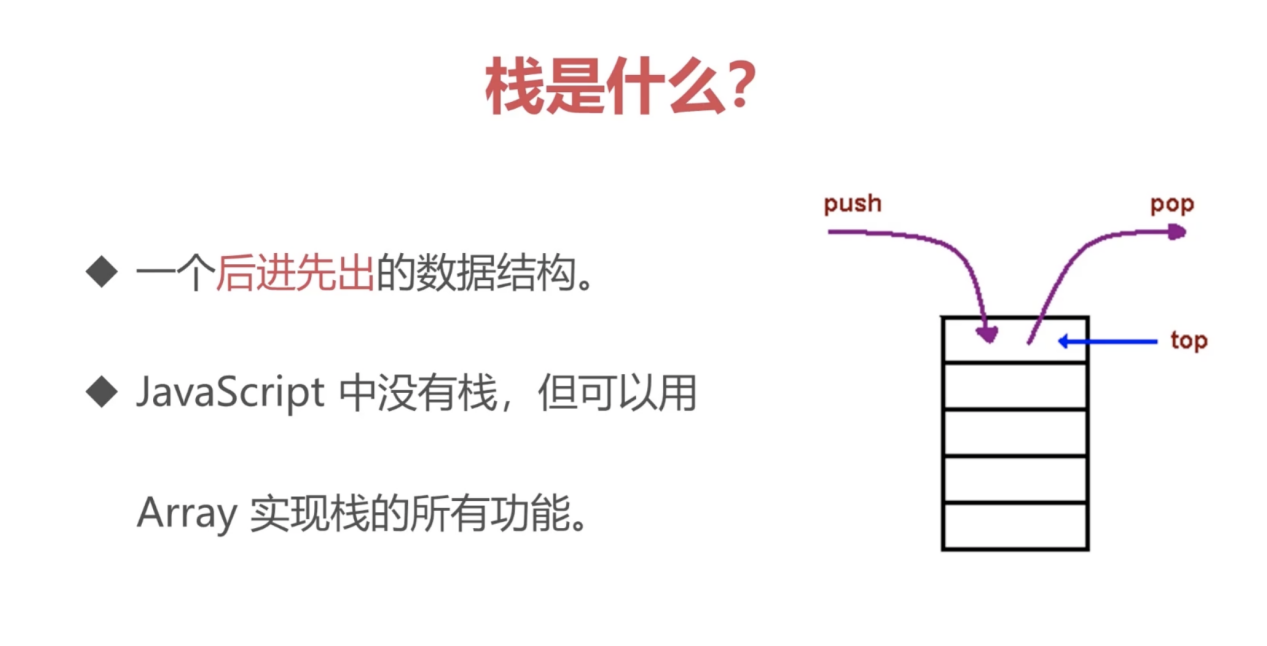 栈是什么？
一个后进先出的数据结构。
JavaScript 中没有栈，但可以用
Array 实现栈的所有功能。
push
pop
top